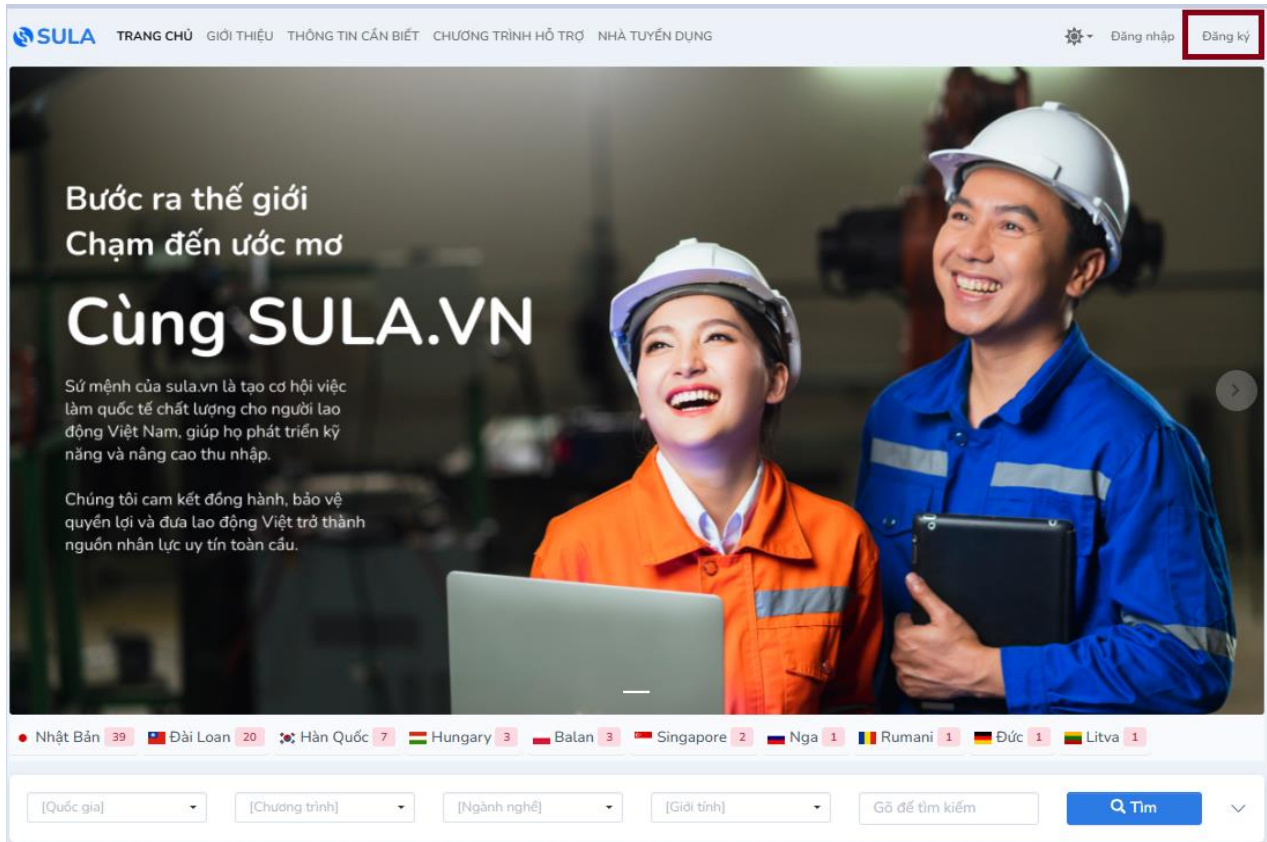 SULA TRANG CHỦ GIỚI THIỆU THÔNG TIN CẦN BIẾT CHƯƠNG TRÌNH HỖ TRỢ NHÀ TUYỂN DỤNG Đăng nhập Đăng ký
Bước ra thế giới
Chạm đến ước mơ
Cùng SULA.VN
Sứ mệnh của sula.vn là tạo cơ hội việc
làm quốc tế chất lượng cho người lao
động Việt Nam, giúp họ phát triển kỹ
năng và nâng cao thu nhập.
Chúng tôi cam kết đồng hành, bảo vệ
quyền lợi và đưa lao động Việt trở thành
nguồn nhân lực uy tín toàn cầu.
Nhật Bản 39 Đài Loan 20 Hàn Quốc 7 Hungary 3 Balan 3 Singapore 2 Nga 1 Rumani 1 Đức 1 Litva 1
[Quốc gia] [Chương trình] [Ngành nghề] [Giới tính] Gõ để tìm kiếm Tìm